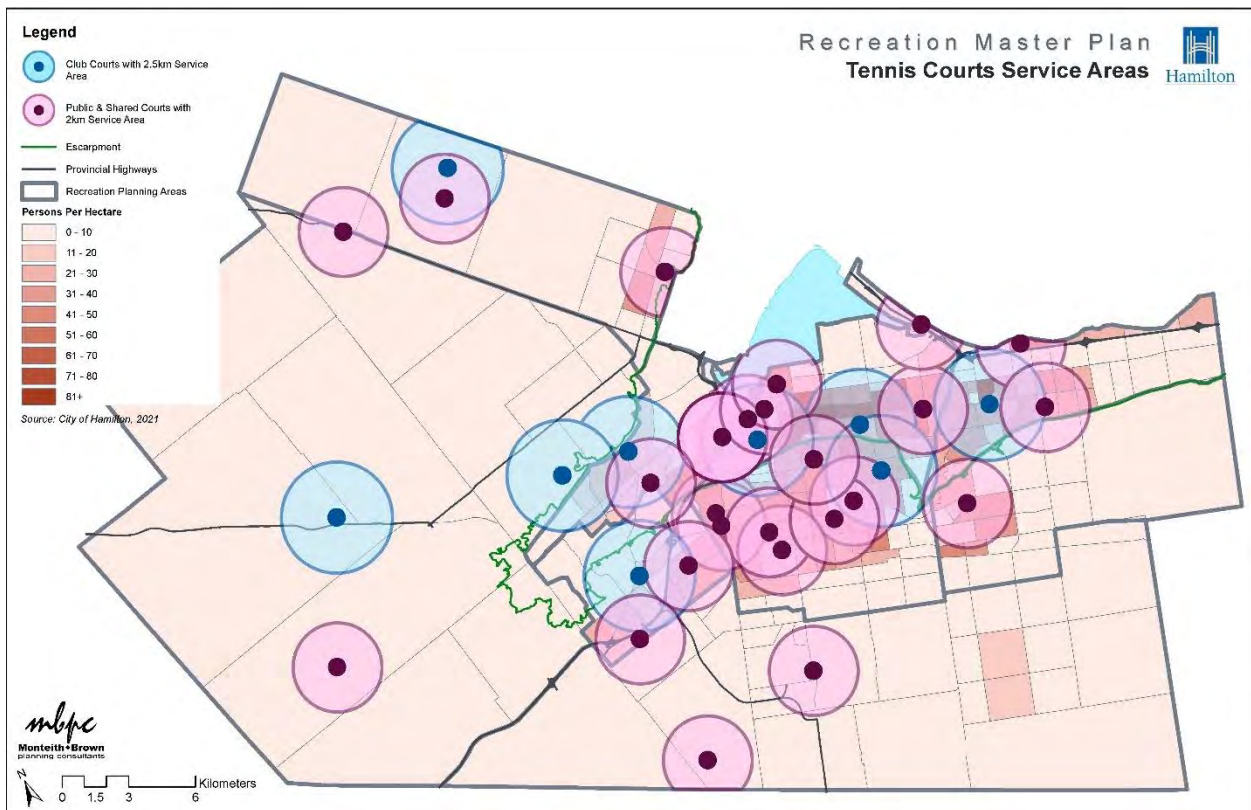 Legend
Club Courts with 2.5km Service
Area
Public & Shared Courts with
2km Service Area
Escarpment
Provincial Highways
Recreation Planning Areas
Persons Per Hectare
0 - 10
11 - 20
21 - 30
31 - 40
41 - 50
51 - 60
61 - 70
71 - 80
81+
Source: City of Hamilton, 2021
Recreation Master Plan
Tennis Courts Service Areas
Hamilton
mbpc
Monteith+Brown
planning consultants
N
Kilometers
0 1.5 3 6